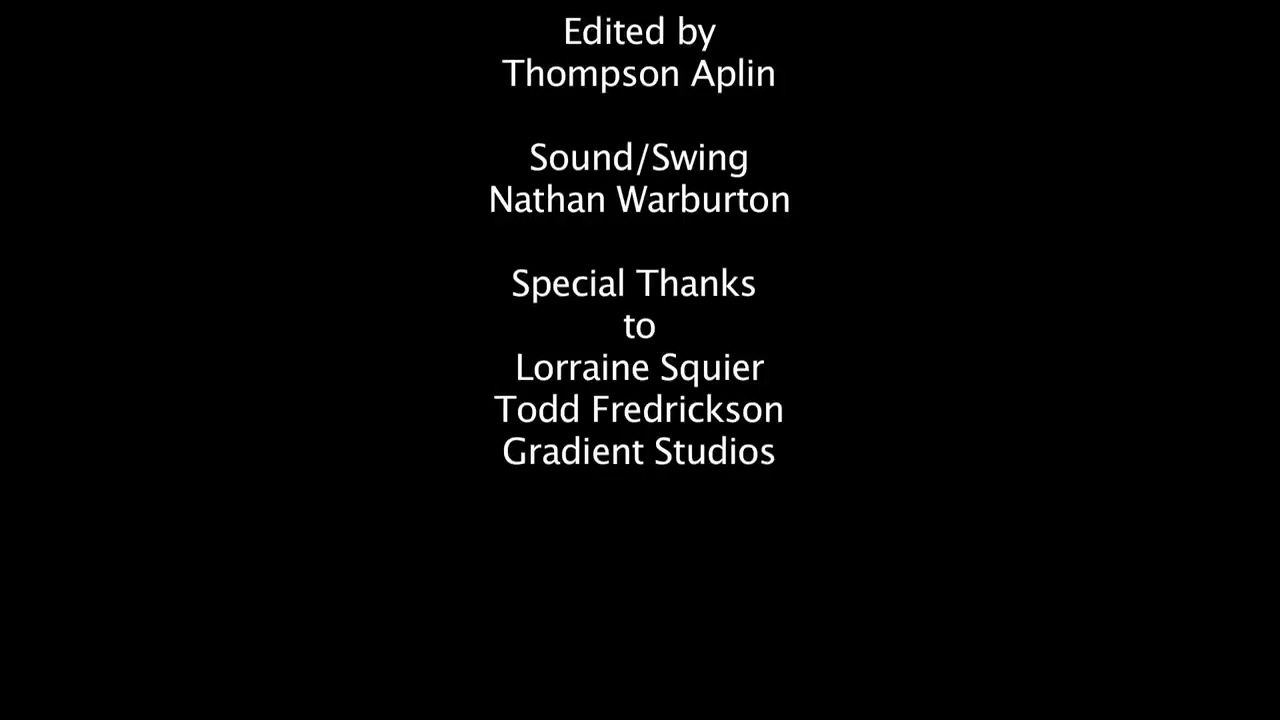 Edited by
Thompson Aplin
Sound/Swing
Nathan Warburton
Special Thanks
to
Lorraine Squier
Todd Fredrickson
Gradient Studios